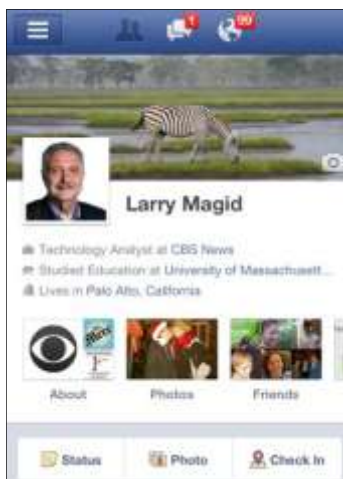 1
99
Larry Magid
Technology Analyst at CBS News
Studied Education at University of Massachusett...
Lives in Palo Alto, California
About Photos Friends
Status Photo Check In